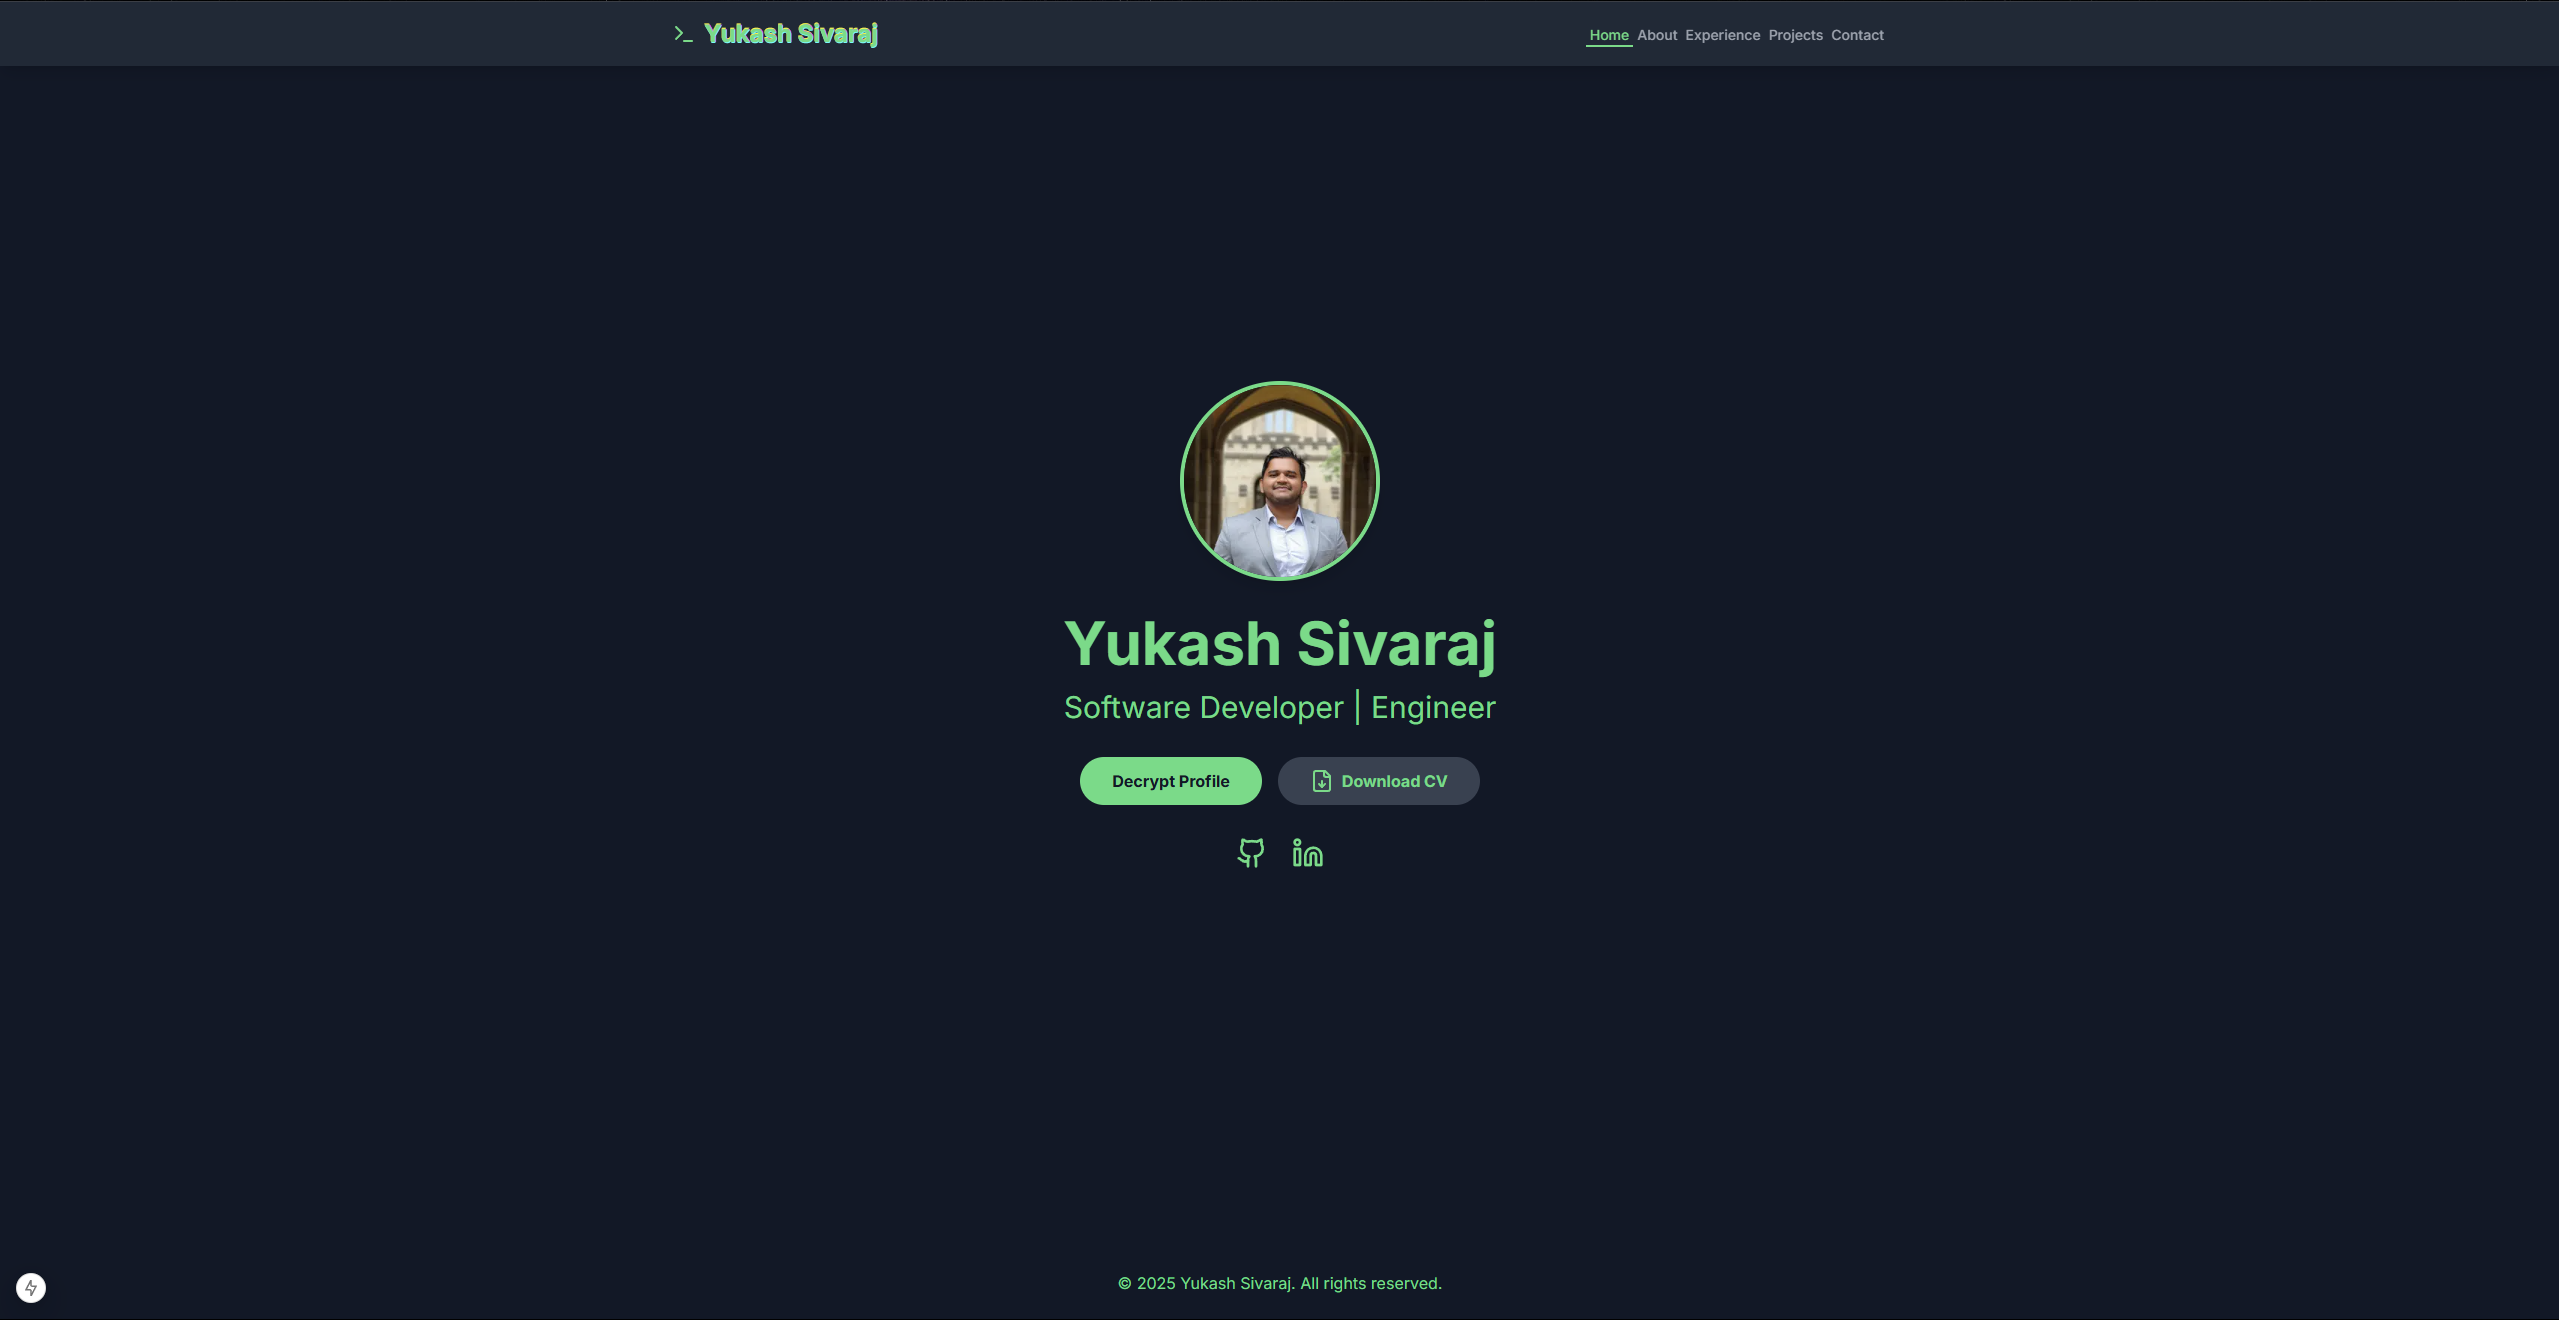 Yukash Sivaraj
Home About Experience Projects Contact
Yukash Sivaraj
Software Developer | Engineer
Decrypt Profile
Download CV
© 2025 Yukash Sivaraj. All rights reserved.